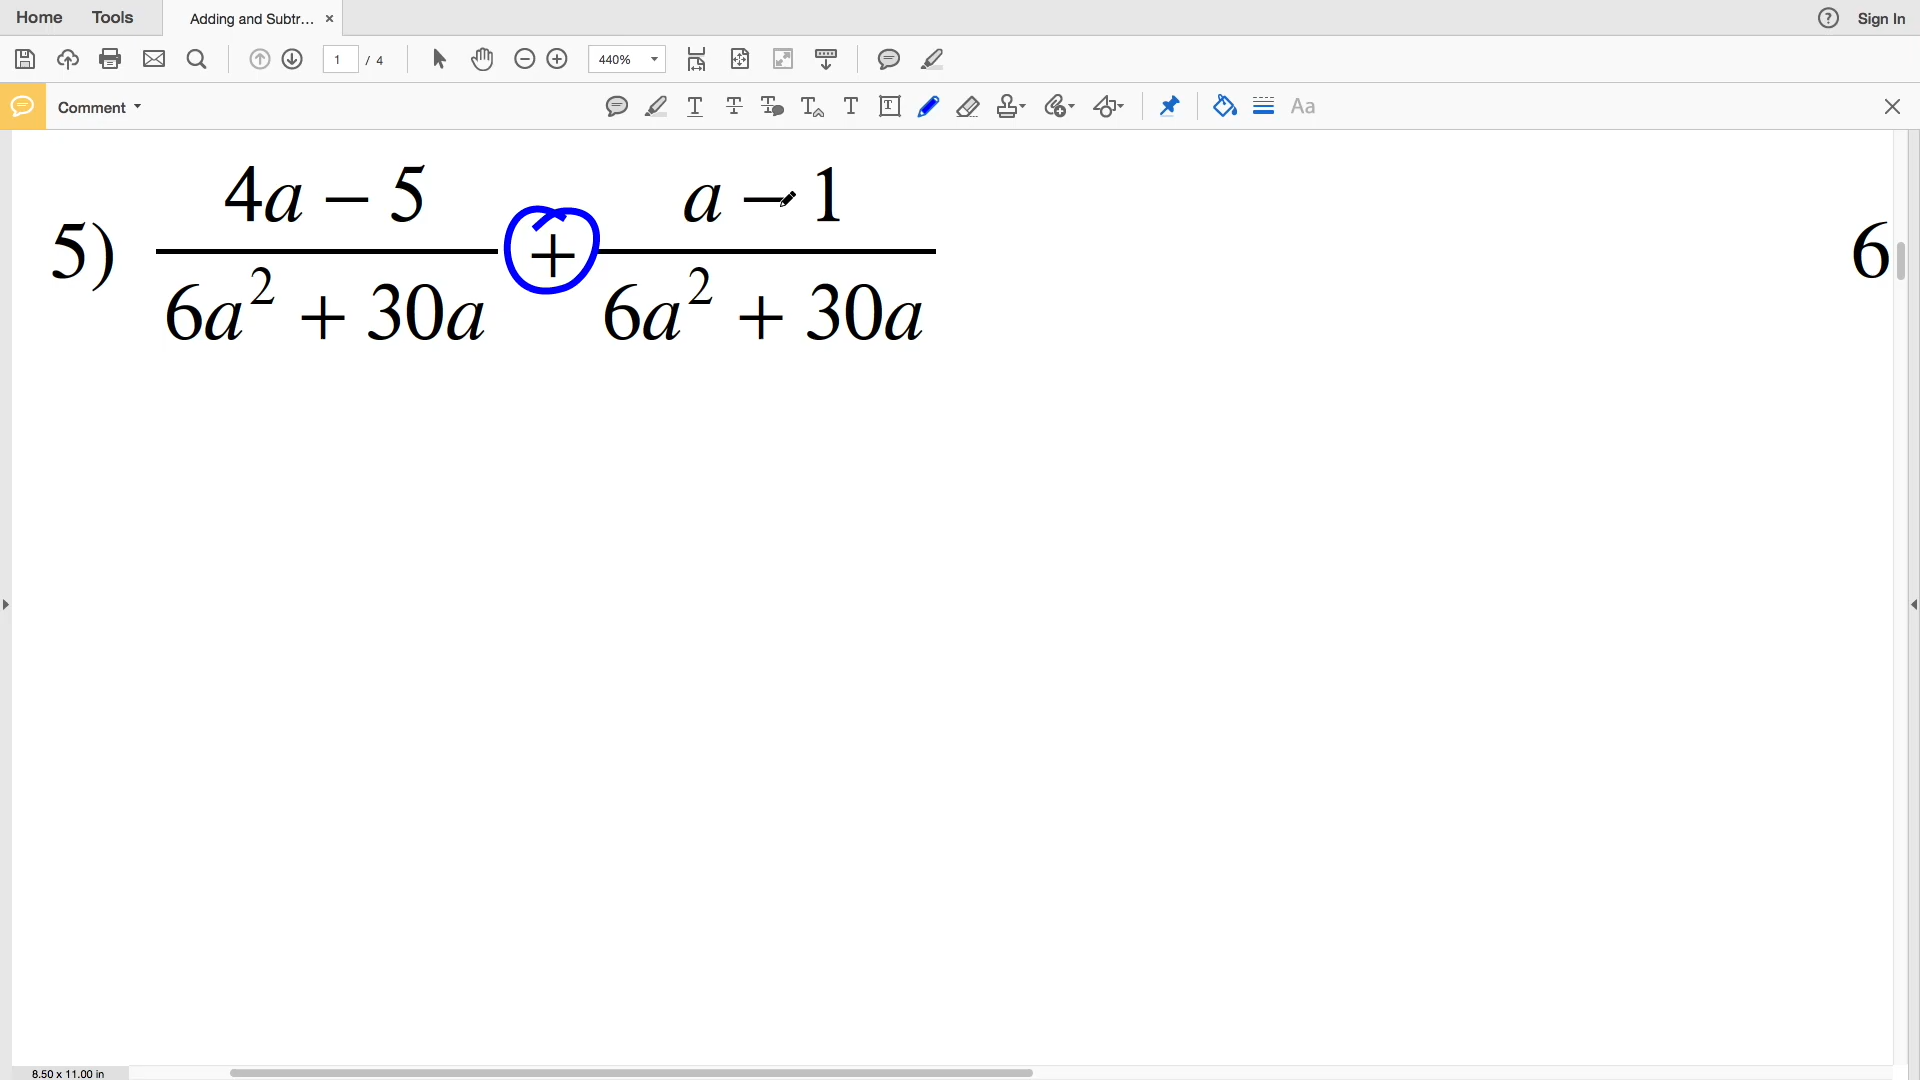 Home Tools Adding and Subtr... × ? Sign In
1 / 4 440%
Comment T T T T T T Aa
5) (4a − 5)/(6a² + 30a) + (a − 1)/(6a² + 30a) 6
8.50 x 11.00 in